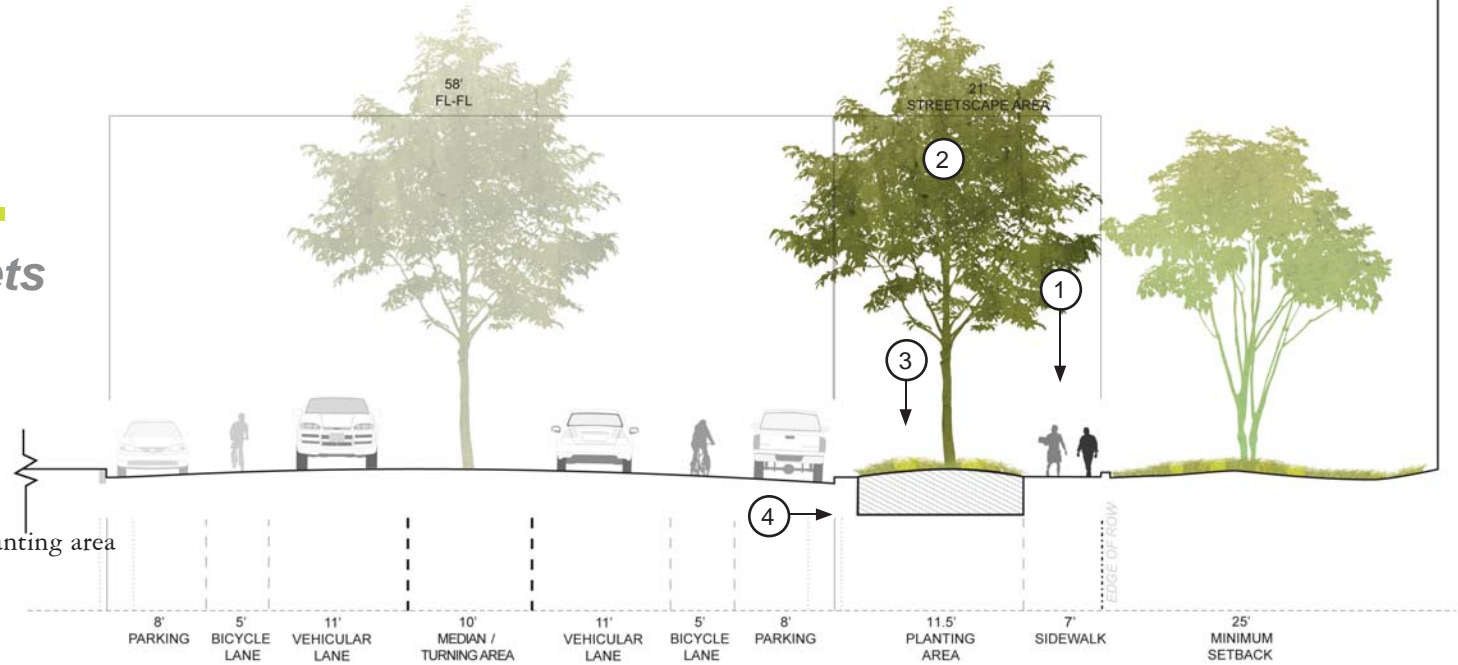 58'
FL-FL
21'
STREETSCAPE AREA
2
ets
1
3
4
anting area
EDGE OF ROW
8'
PARKING
5'
BICYCLE
LANE
11'
VEHICULAR
LANE
10'
MEDIAN /
TURNING AREA
11'
VEHICULAR
LANE
5'
BICYCLE
LANE
8'
PARKING
11.5'
PLANTING
AREA
7'
SIDEWALK
25'
MINIMUM
SETBACK